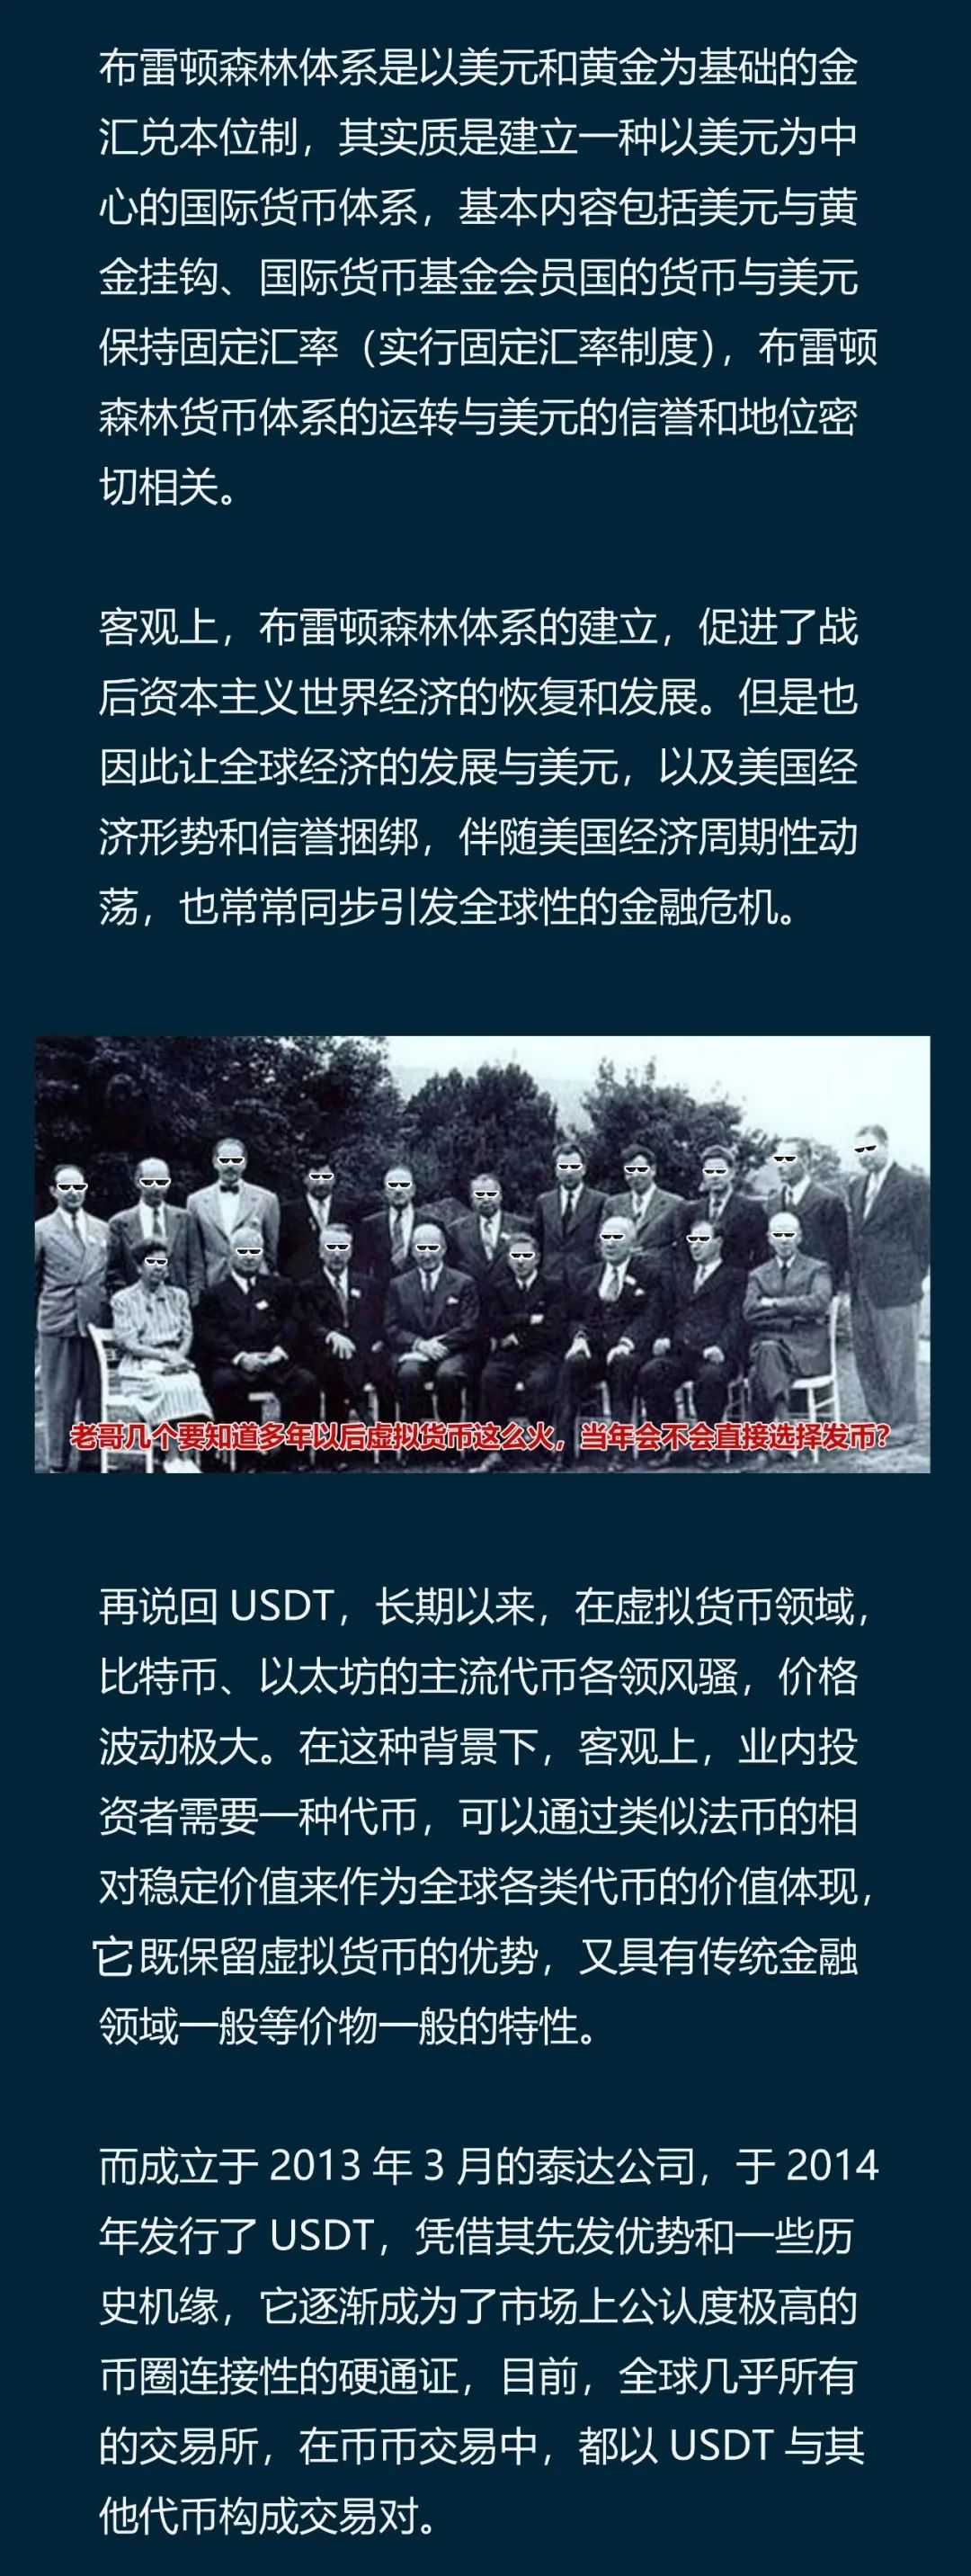 布雷顿森林体系是以美元和黄金为基础的金
汇兑本位制，其实质是建立一种以美元为中
心的国际货币体系，基本内容包括美元与黄
金挂钩、国际货币基金会员国的货币与美元
保持固定汇率（实行固定汇率制度），布雷顿
森林货币体系的运转与美元的信誉和地位密
切相关。
客观上，布雷顿森林体系的建立，促进了战
后资本主义世界经济的恢复和发展。但是也
因此让全球经济的发展与美元，以及美国经
济形势和信誉捆绑，伴随美国经济周期性动
荡，也常常同步引发全球性的金融危机。
老哥几个要知道多年以后虚拟货币这么火，当年会不会直接选择发币？
再说回 USDT，长期以来，在虚拟货币领域，
比特币、以太坊的主流代币各领风骚，价格
波动极大。在这种背景下，客观上，业内投
资者需要一种代币，可以通过类似法币的相
对稳定价值来作为全球各类代币的价值体现，
它既保留虚拟货币的优势，又具有传统金融
领域一般等价物一般的特性。
而成立于 2013 年 3 月的泰达公司，于 2014
年发行了 USDT，凭借其先发优势和一些历
史机缘，它逐渐成为了市场上公认度极高的
币圈连接性的硬通证，目前，全球几乎所有
的交易所，在币币交易中，都以 USDT 与其
他代币构成交易对。